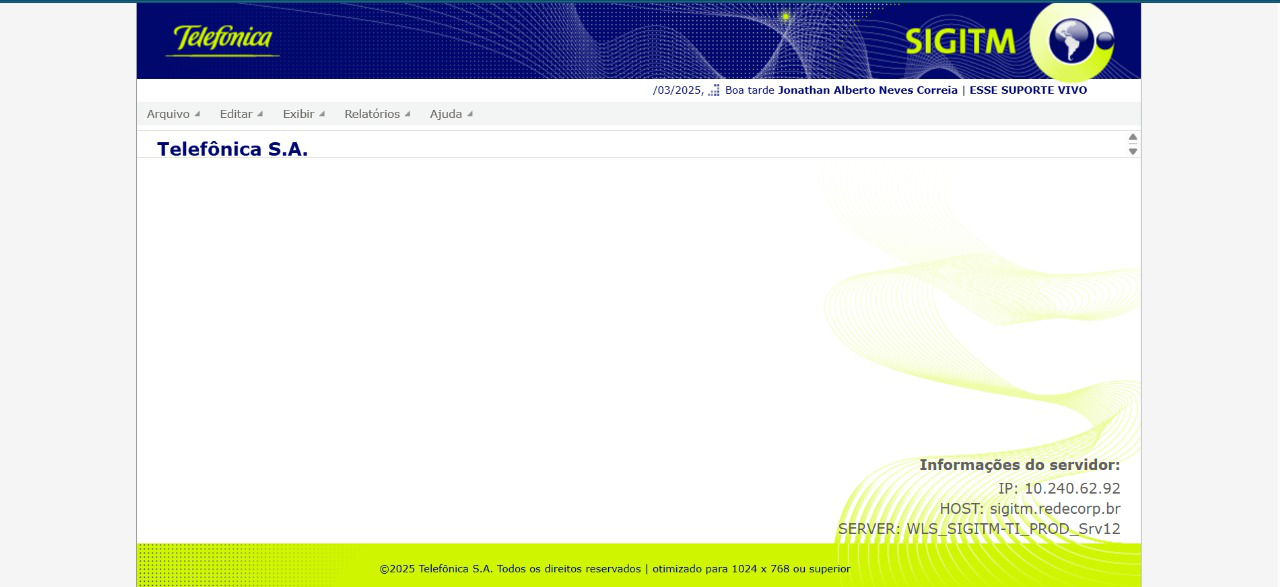 Telefónica
SIGITM
/03/2025, Boa tarde Jonathan Alberto Neves Correia | ESSE SUPORTE VIVO
Arquivo Editar Exibir Relatórios Ajuda
Telefônica S.A.
Informações do servidor:
IP: 10.240.62.92
HOST: sigitm.redecorp.br
SERVER: WLS_SIGITM-TI_PROD_Srv12
©2025 Telefônica S.A. Todos os direitos reservados | otimizado para 1024 x 768 ou superior